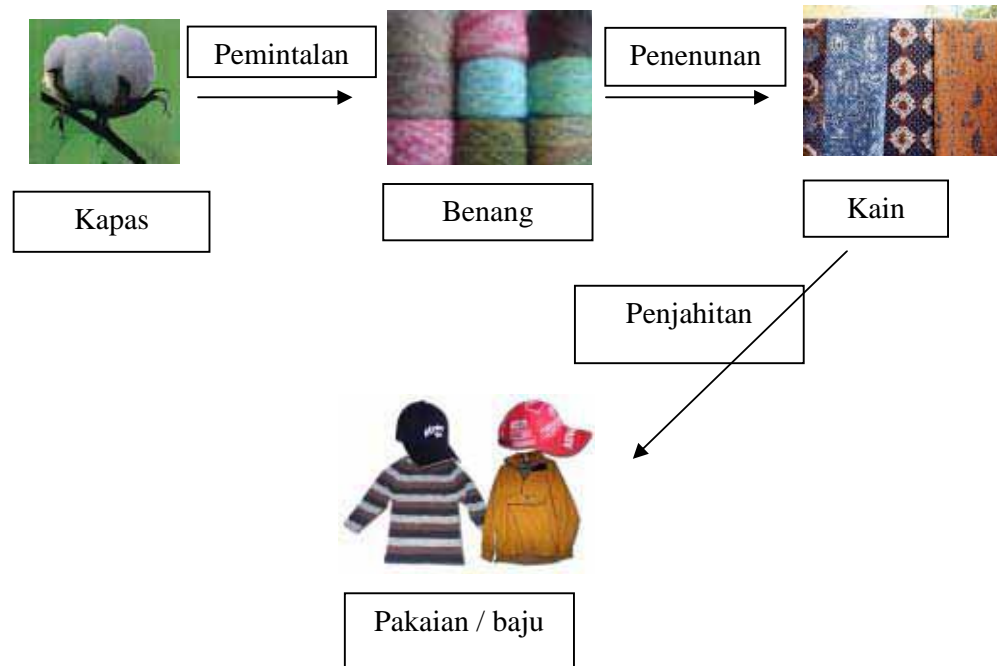 Pemintalan
Penenunan
Kapas
Benang
Kain
Penjahitan
Pakaian / baju